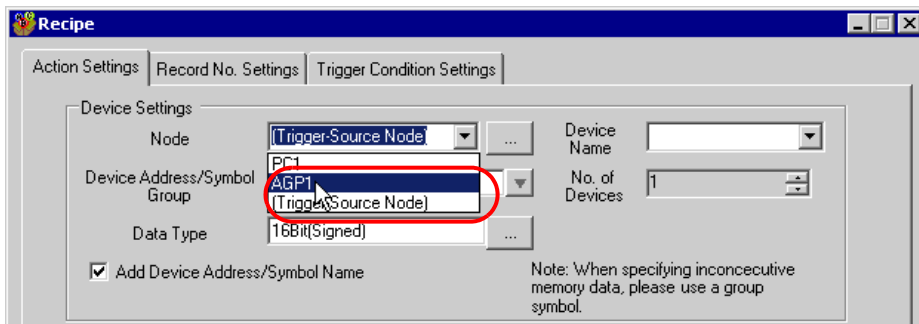 Recipe
Action Settings Record No. Settings Trigger Condition Settings
Device Settings
Node (Trigger-Source Node) ... Device Name
PC1
AGP1
(Trigger-Source Node)
Device Address/Symbol Group
No. of Devices 1
Data Type 16Bit(Signed) ...
Add Device Address/Symbol Name
Note: When specifying inconcecutive
memory data, please use a group
symbol.